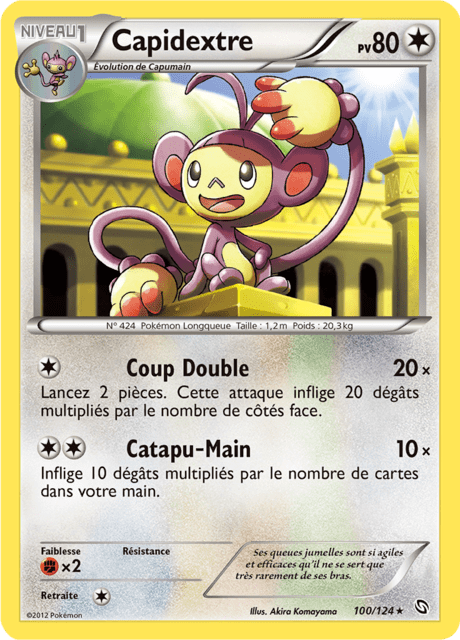 NIVEAU 1
Capidextre
PV 80
Évolution de Capumain
N° 424 Pokémon Longqueue Taille : 1,2 m Poids : 20,3 kg
Coup Double 20×
Lancez 2 pièces. Cette attaque inflige 20 dégâts
multipliés par le nombre de côtés face.
Catapu-Main 10×
Inflige 10 dégâts multipliés par le nombre de cartes
dans votre main.
Faiblesse Résistance
×2
Retraite
Ses queues jumelles sont si agiles
et efficaces qu'il ne se sert que
très rarement de ses bras.
©2012 Pokémon
Illus. Akira Komayama 100/124 ★